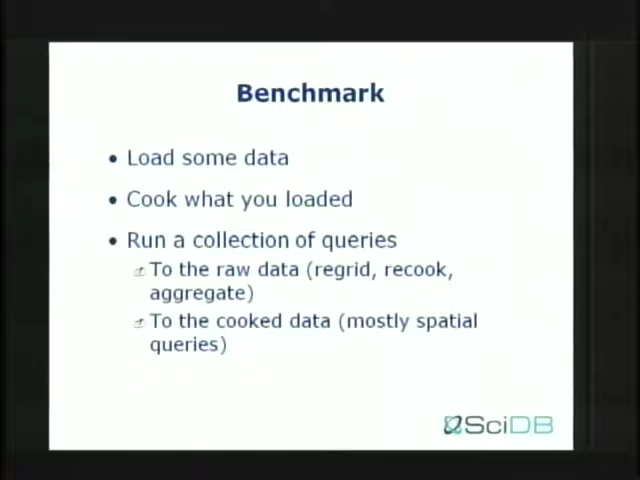 Benchmark
• Load some data
• Cook what you loaded
• Run a collection of queries
To the raw data (regrid, recook,
aggregate)
To the cooked data (mostly spatial
queries)
SciDB